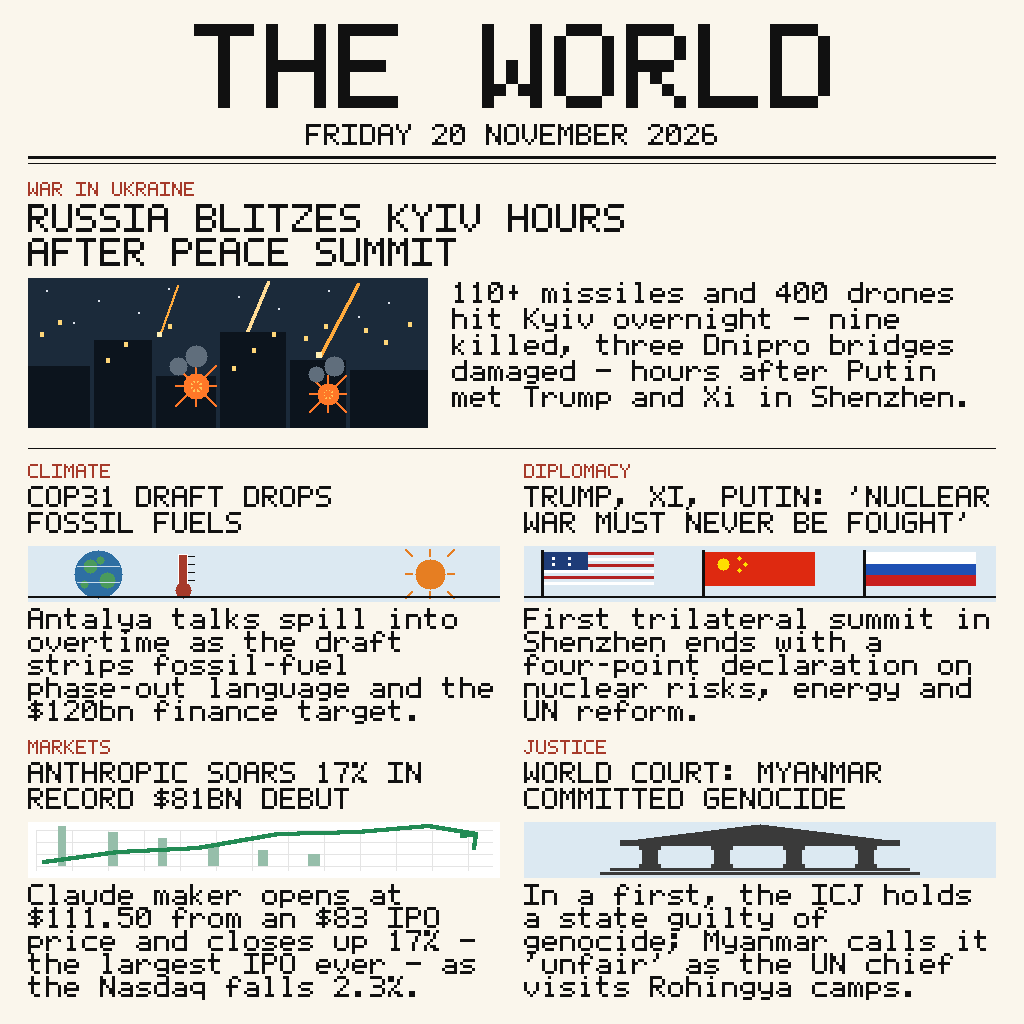 THE WORLD
FRIDAY 20 NOVEMBER 2026
WAR IN UKRAINE
RUSSIA BLITZES KYIV HOURS
AFTER PEACE SUMMIT
110+ missiles and 400 drones
hit Kyiv overnight – nine
killed, three Dnipro bridges
damaged – hours after Putin
met Trump and Xi in Shenzhen.
CLIMATE
COP31 DRAFT DROPS
FOSSIL FUELS
Antalya talks spill into
overtime as the draft
strips fossil-fuel
phase-out language and the
$120bn finance target.
DIPLOMACY
TRUMP, XI, PUTIN: ‘NUCLEAR
WAR MUST NEVER BE FOUGHT’
First trilateral summit in
Shenzhen ends with a
four-point declaration on
nuclear risks, energy and
UN reform.
MARKETS
ANTHROPIC SOARS 17% IN
RECORD $81BN DEBUT
Claude maker opens at
$111.50 from an $83 IPO
price and closes up 17% –
the largest IPO ever – as
the Nasdaq falls 2.3%.
JUSTICE
WORLD COURT: MYANMAR
COMMITTED GENOCIDE
In a first, the ICJ holds
a state guilty of
genocide; Myanmar calls it
‘unfair’ as the UN chief
visits Rohingya camps.